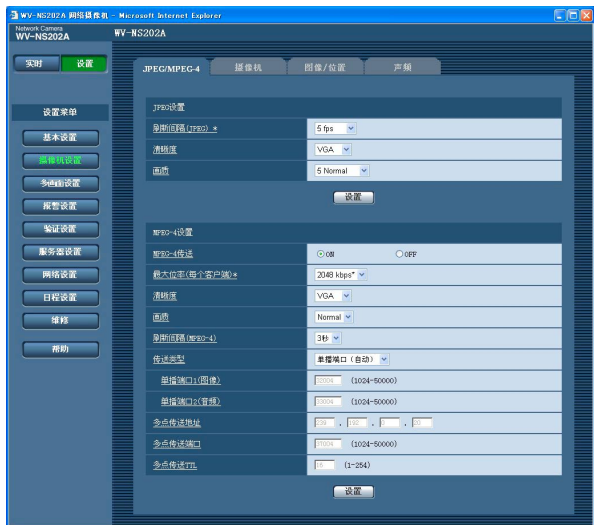 WV-NS202A 网络摄像机 - Microsoft Internet Explorer
Network Camera
WV-NS202A
WV-NS202A
实时 设置
JPEG/MPEG-4 摄像机 图像/位置 声频
设置菜单
基本设置
摄像机设置
多画面设置
报警设置
验证设置
服务器设置
网络设置
日程设置
维修
帮助
JPEG设置
刷新间隔(JPEG) * 5 fps
清晰度 VGA
画质 5 Normal
设置
MPEG-4设置
MPEG-4传送 ON OFF
最大位率(每个客户端)* 2048 kbps*
清晰度 VGA
画质 Normal
刷新间隔(MPEG-4) 3秒
传送类型 单播端口（自动）
单播端口1(图像) 32004 (1024-50000)
单播端口2(音频) 33004 (1024-50000)
多点传送地址 239 . 192 . 0 . 20
多点传送端口 37004 (1024-50000)
多点传送TTL 16 (1-254)
设置